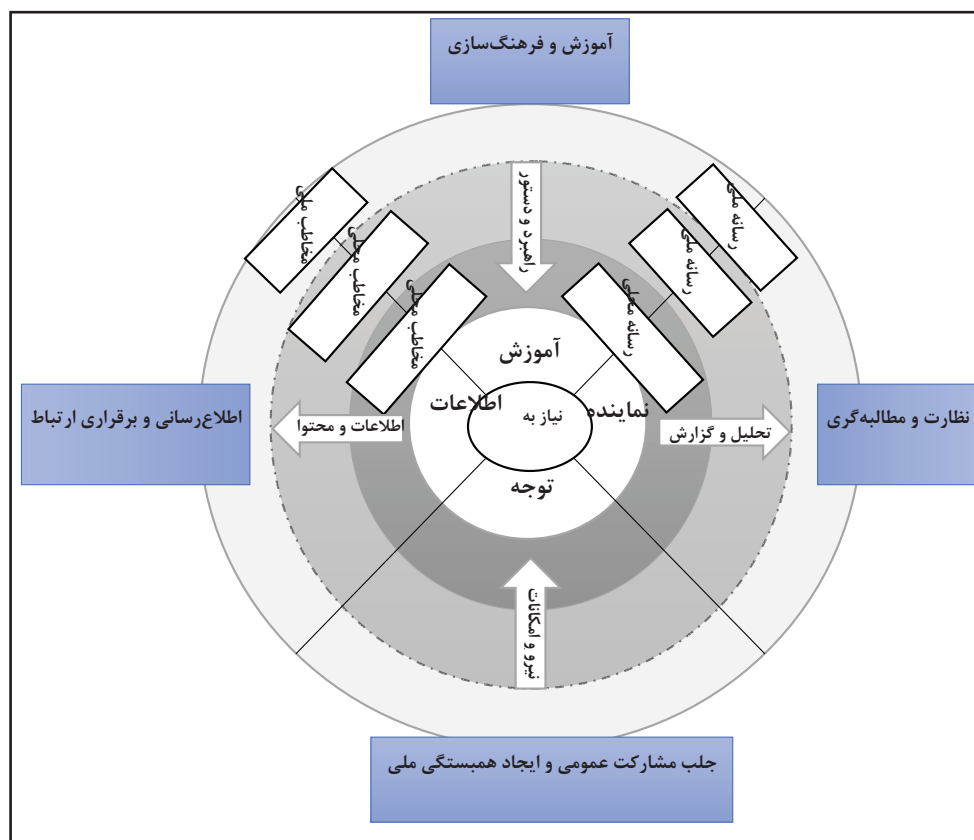 آموزش و فرهنگ‌سازی
رسانه ملی
رسانه ملی
رسانه محلی
راهبرد و دستور
مخاطب ملی
مخاطب محلی
مخاطب محلی
آموزش
نماینده
نیاز به
اطلاعات
توجه
نظارت و مطالبه‌گری
تحلیل و گزارش
اطلاعات و محتوا
اطلاع‌رسانی و برقراری ارتباط
نیرو و امکانات
جلب مشارکت عمومی و ایجاد همبستگی ملی